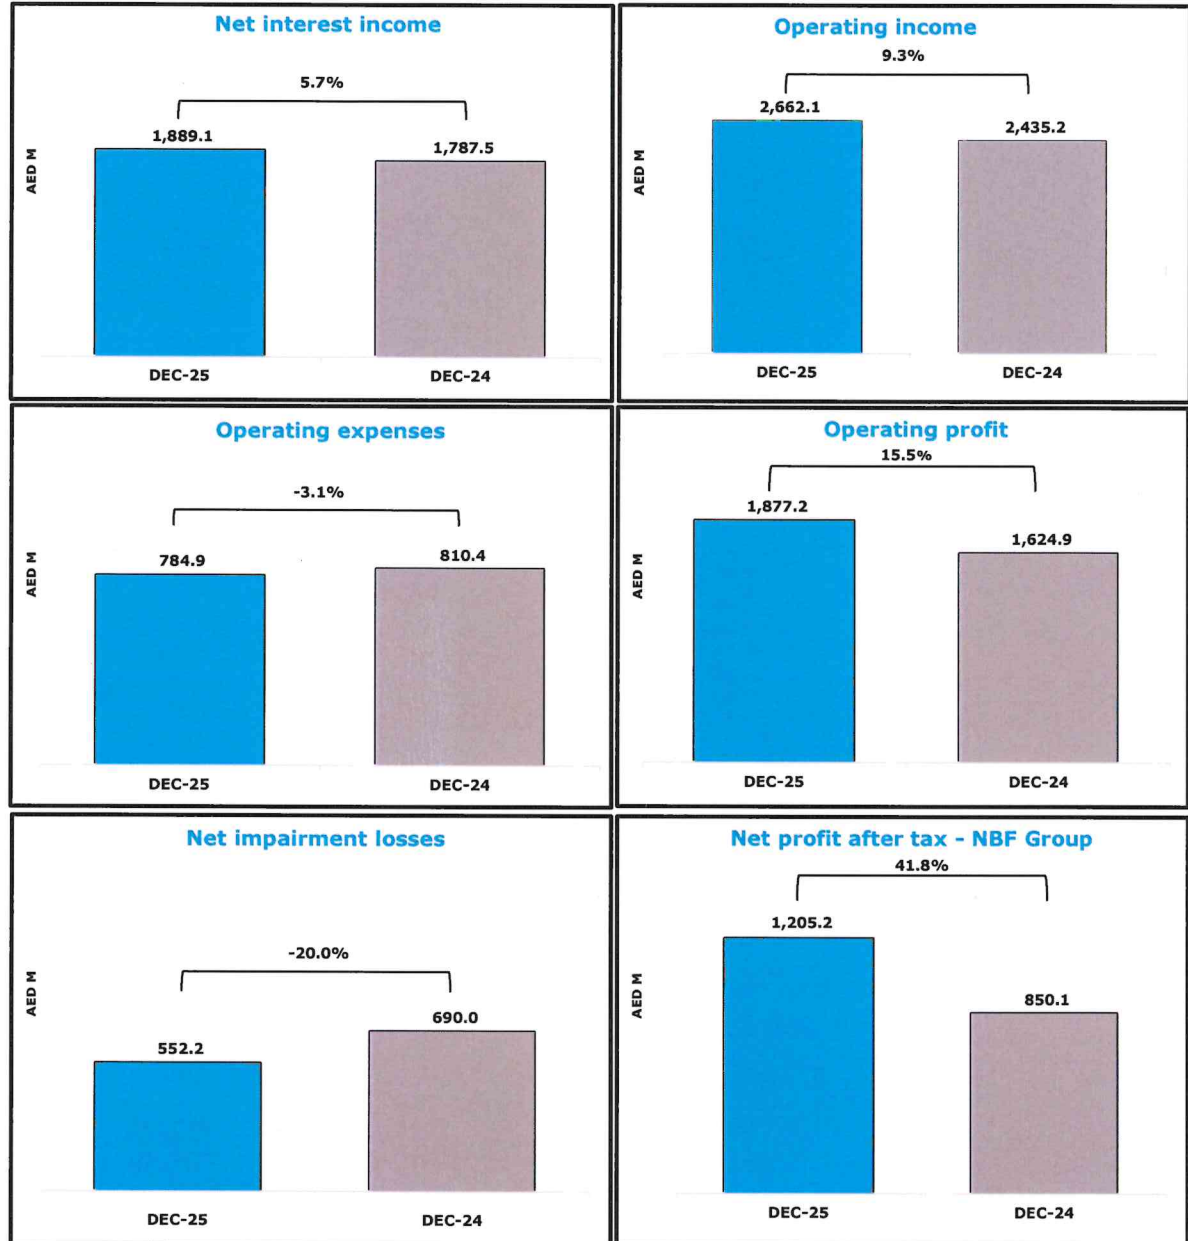 Net interest income
5.7%
1,889.1
1,787.5
AED M
DEC-25
DEC-24
Operating income
9.3%
2,662.1
2,435.2
AED M
DEC-25
DEC-24
Operating expenses
-3.1%
784.9
810.4
AED M
DEC-25
DEC-24
Operating profit
15.5%
1,877.2
1,624.9
AED M
DEC-25
DEC-24
Net impairment losses
-20.0%
690.0
552.2
AED M
DEC-25
DEC-24
Net profit after tax - NBF Group
41.8%
1,205.2
850.1
AED M
DEC-25
DEC-24